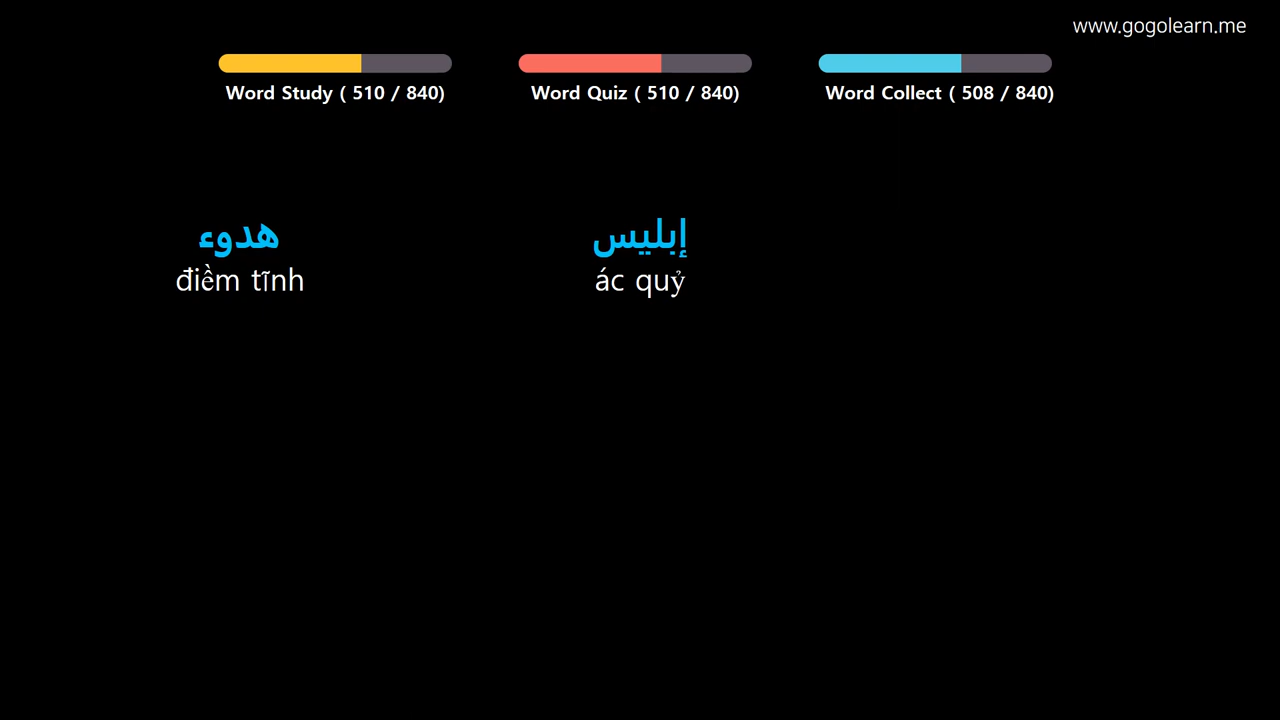 www.gogolearn.me
Word Study ( 510 / 840)
Word Quiz ( 510 / 840)
Word Collect ( 508 / 840)
هدوء
điềm tĩnh
إبليس
ác quỷ